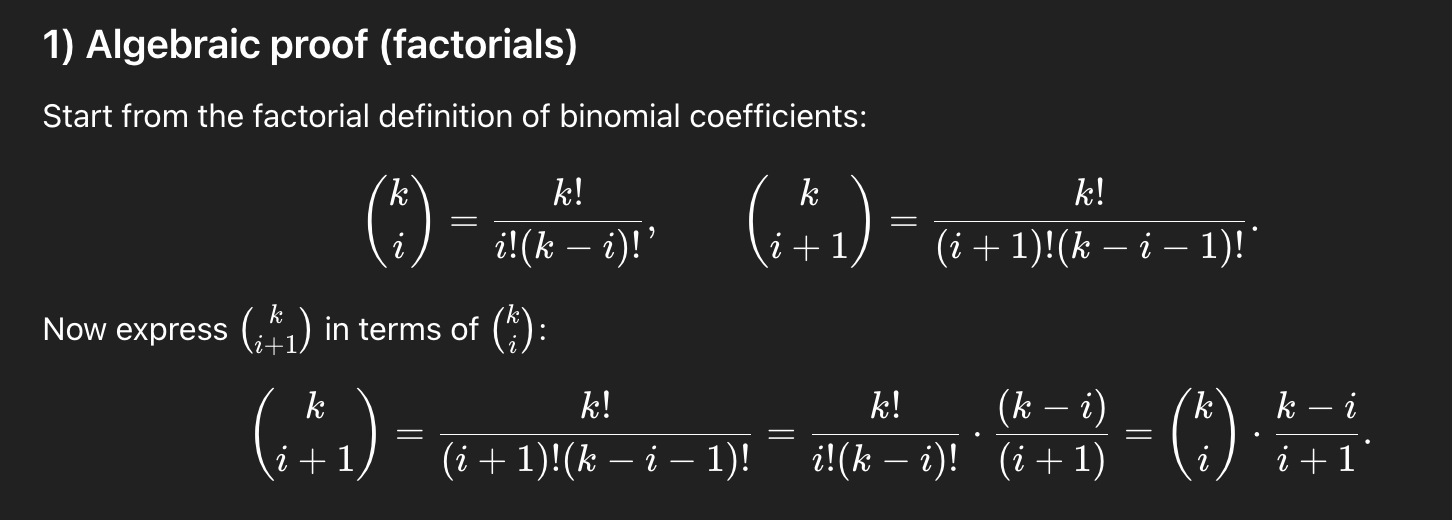 1) Algebraic proof (factorials)
Start from the factorial definition of binomial coefficients:
$\binom{k}{i} = \frac{k!}{i!(k-i)!}, \qquad \binom{k}{i+1} = \frac{k!}{(i+1)!(k-i-1)!}.$
Now express $\binom{k}{i+1}$ in terms of $\binom{k}{i}$:
$\binom{k}{i+1} = \frac{k!}{(i+1)!(k-i-1)!} = \frac{k!}{i!(k-i)!} \cdot \frac{(k-i)}{(i+1)} = \binom{k}{i} \cdot \frac{k-i}{i+1}.$